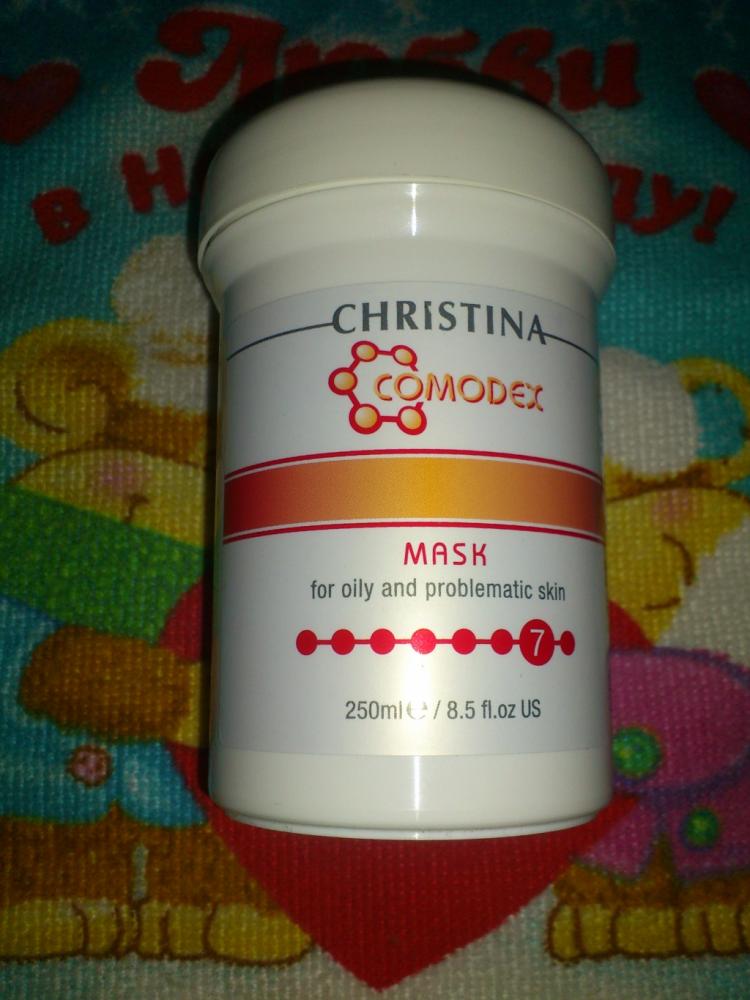 Любви
в
CHRISTINA
COMODEX
MASK
for oily and problematic skin
7
250ml ℮ / 8.5 fl.oz US